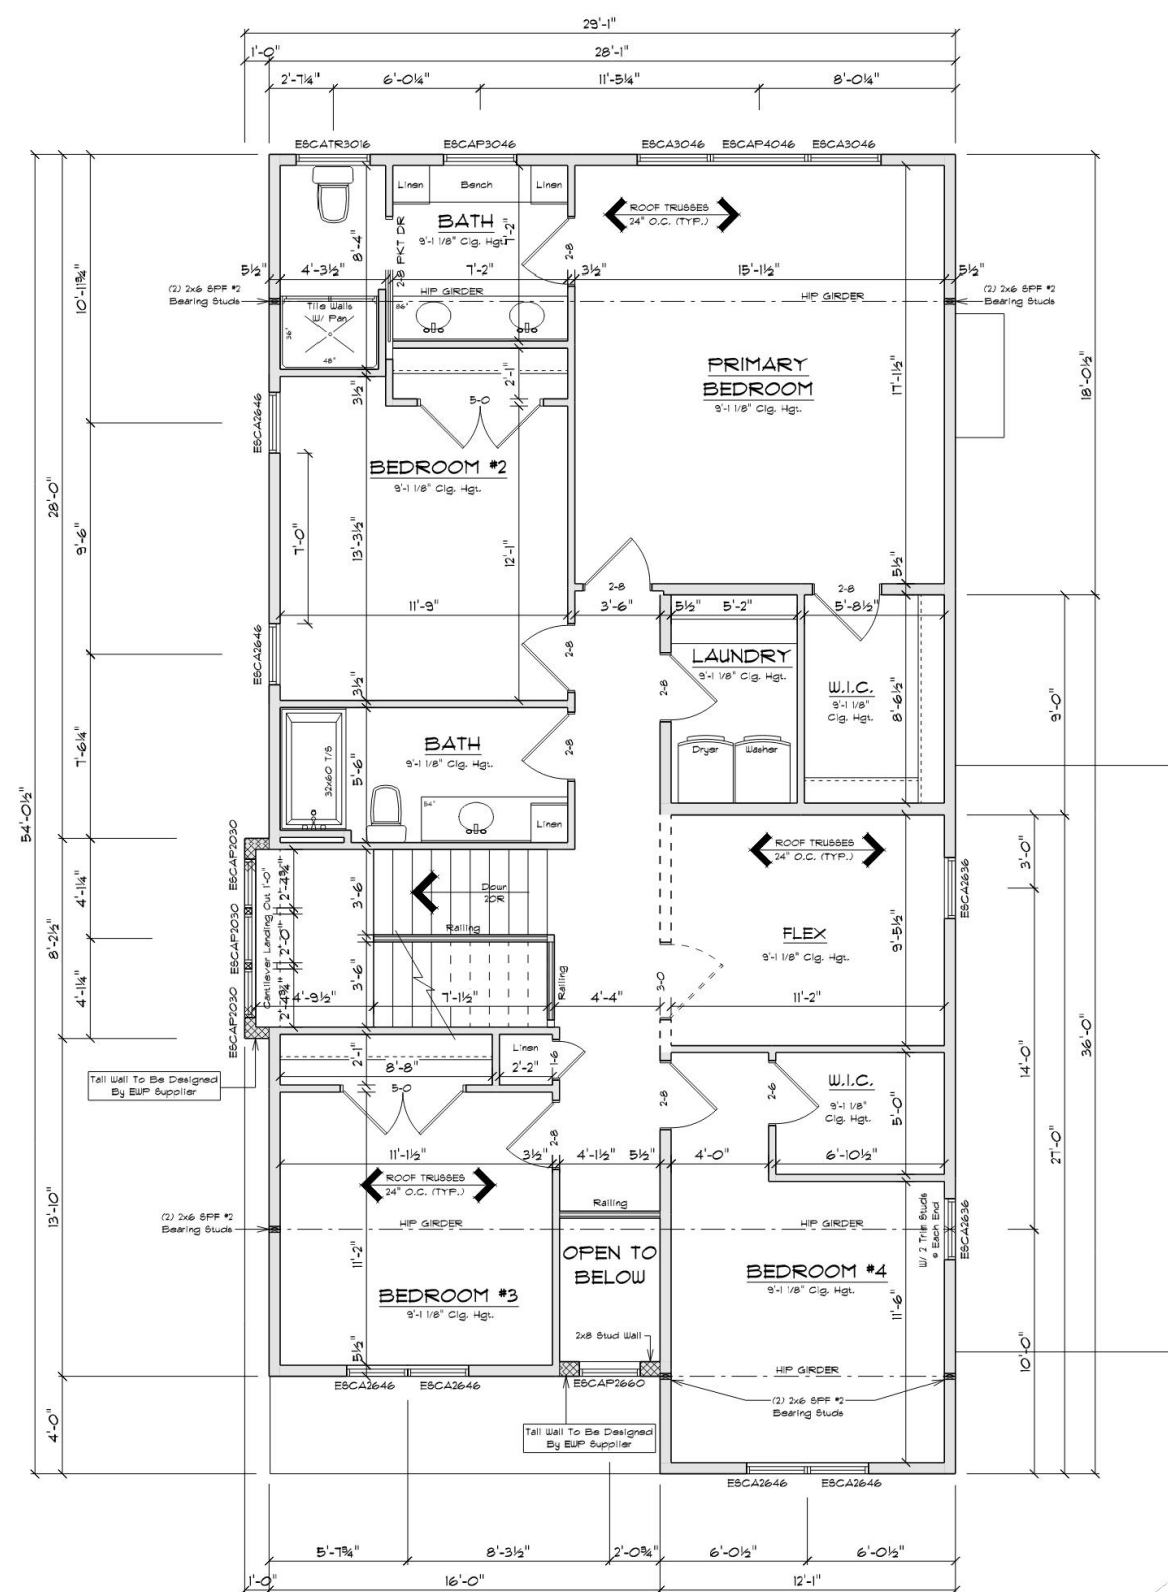 29'-1"
1'-0"
28'-1"
2'-7¼"
6'-0¼"
11'-5¼"
8'-0¼"
ESCATR3016
ESCAP3046
ESCA3046
ESCAP4046
ESCA3046
Linen
Bench
Linen
ROOF TRUSSES
24" O.C. (TYP.)
BATH
9'-1 1/8" Clg. Hgt.
7'-2"
8'-4"
2-8 PKT DR
2-8
5½"
4'-3½"
7'-2"
3½"
15'-1½"
5½"
10'-11¾"
(2) 2x6 SPF #2
Bearing Studs
HIP GIRDER
HIP GIRDER
(2) 2x6 SPF #2
Bearing Studs
Tile Walls
W/ Pan
36"
48"
86"
PRIMARY
BEDROOM
9'-1 1/8" Clg. Hgt.
17'-1½"
18'-0½"
3½"
2'-1"
5-0
ESCA2646
BEDROOM #2
9'-1 1/8" Clg. Hgt.
28'-0"
9'-6"
7'-0"
13'-3½"
12'-1"
5½"
2-8
2-8
11'-9"
3'-6"
5½"
5'-2"
5'-8½"
ESCA2646
2-8
LAUNDRY
9'-1 1/8" Clg. Hgt.
2-8
W.I.C.
9'-1 1/8"
Clg. Hgt.
8'-6½"
9'-0"
3½"
7'-6¼"
BATH
9'-1 1/8" Clg. Hgt.
2-8
Dryer
Washer
32x60 T/S
5'-6"
54"
Linen
54'-0½"
ROOF TRUSSES
24" O.C. (TYP.)
3'-0"
ESCAP2030
ESCAP2030
ESCAP2030
Cantilever Landing Out 1'-0"
2'-4¾"
2'-0"
2'-4¾"
4'-1¼"
8'-2½"
4'-1¼"
3'-6"
3'-6"
Down
20R
Railing
Railing
ESCA2636
FLEX
9'-1 1/8" Clg. Hgt.
9'-5½"
3-0
4'-9½"
7'-1½"
4'-4"
11'-2"
36'-0"
14'-0"
2'-1"
Linen
8'-8"
2'-2"
1-6
Tall Wall To Be Designed
By EWP Supplier
5-0
2-8
2-6
W.I.C.
9'-1 1/8"
Clg. Hgt.
5'-0"
27'-0"
2-8
11'-1½"
3½"
4'-1½"
5½"
4'-0"
6'-10½"
ROOF TRUSSES
24" O.C. (TYP.)
13'-10"
Railing
(2) 2x6 SPF #2
Bearing Studs
HIP GIRDER
HIP GIRDER
W/ 2 Trim Studs
@ Each End
ESCA2636
11'-2"
OPEN TO
BELOW
BEDROOM #4
9'-1 1/8" Clg. Hgt.
BEDROOM #3
9'-1 1/8" Clg. Hgt.
11'-6"
2x8 Stud Wall
5½"
HIP GIRDER
10'-0"
ESCA2646
ESCA2646
ESCAP2660
(2) 2x6 SPF #2
Bearing Studs
4'-0"
Tall Wall To Be Designed
By EWP Supplier
ESCA2646
ESCA2646
5'-7¾"
8'-3½"
2'-0¾"
6'-0½"
6'-0½"
1'-0"
16'-0"
12'-1"